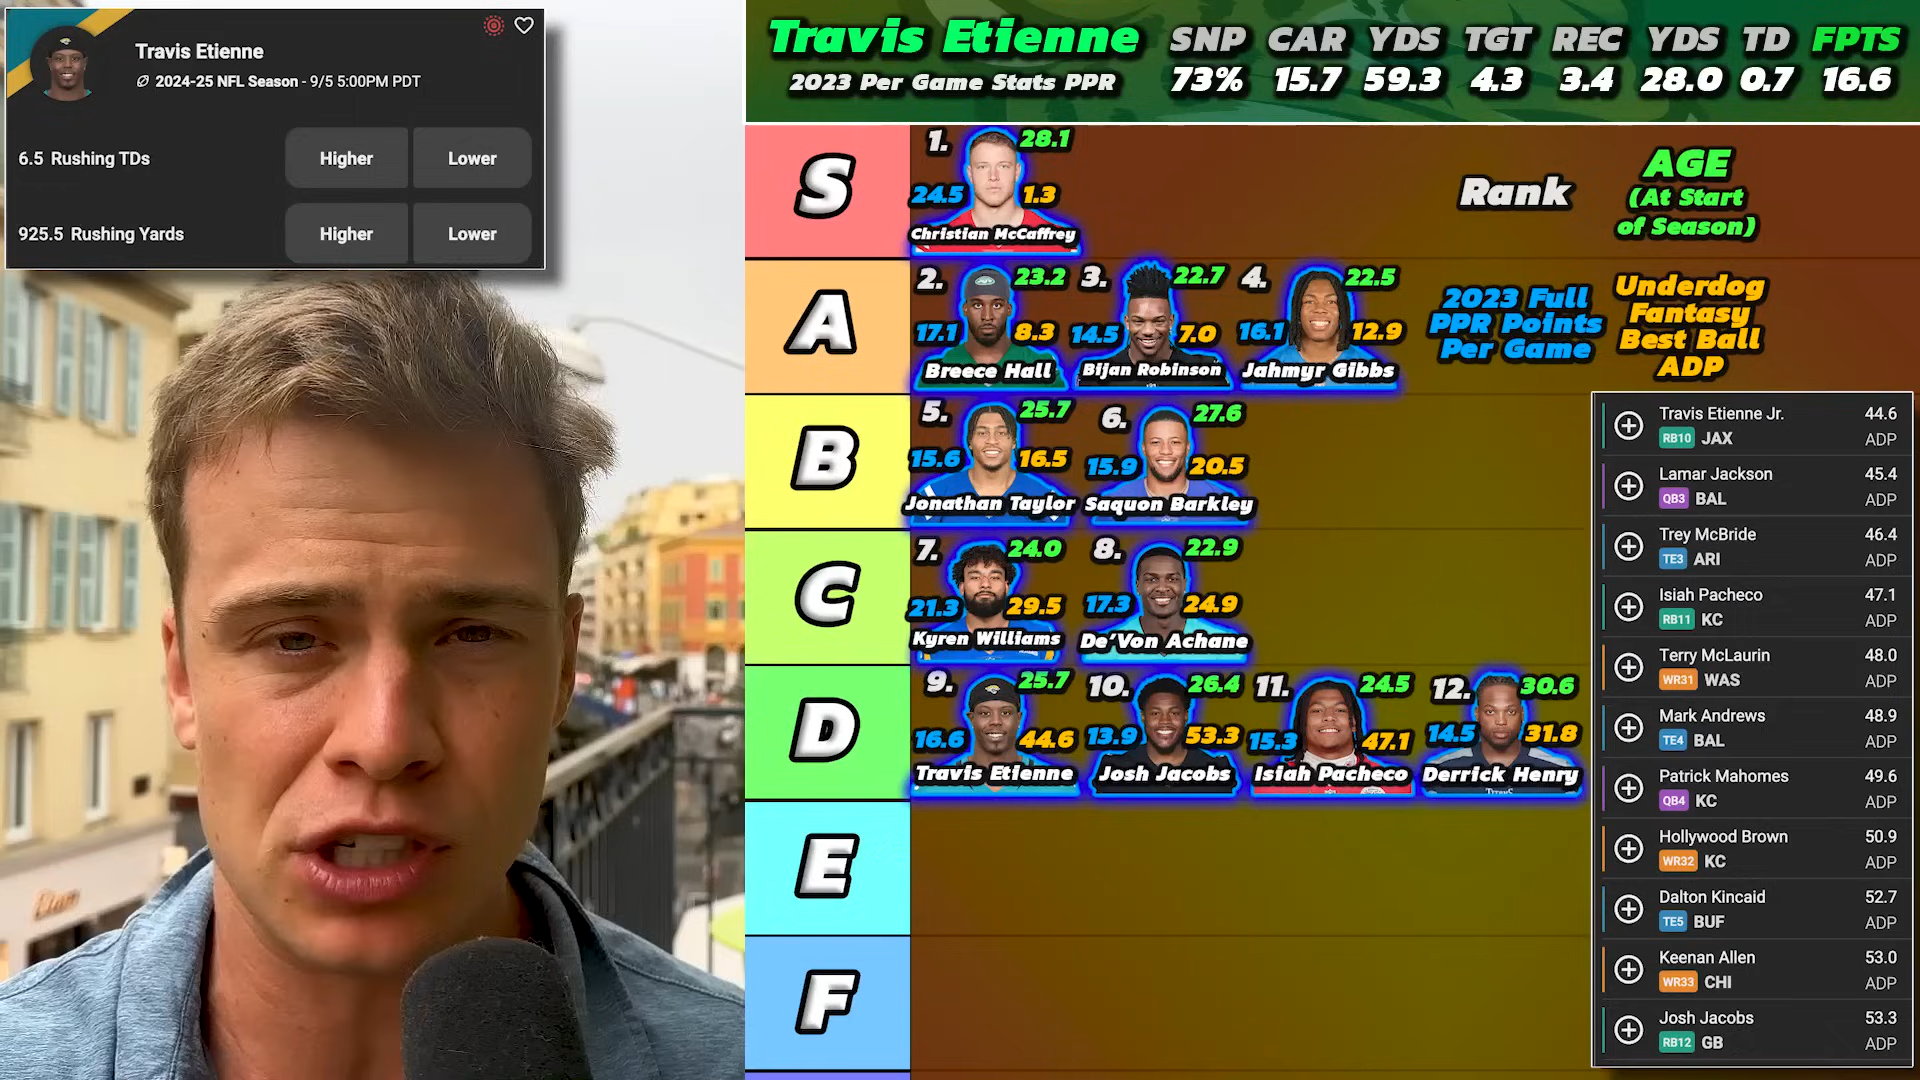 Travis Etienne
2024-25 NFL Season - 9/5 5:00PM PDT
6.5 Rushing TDs
Higher
Lower
925.5 Rushing Yards
Higher
Lower
Travis Etienne
2023 Per Game Stats PPR
SNP CAR YDS TGT REC YDS TD FPTS
73% 15.7 59.3 4.3 3.4 28.0 0.7 16.6
S
1. 28.1
24.5 1.3
Christian McCaffrey
Rank
AGE
(At Start
of Season)
A
2. 23.2
17.1 8.3
Breece Hall
3. 22.7
14.5 7.0
Bijan Robinson
4. 22.5
16.1 12.9
Jahmyr Gibbs
2023 Full
PPR Points
Per Game
Underdog
Fantasy
Best Ball
ADP
B
5. 25.7
15.6 16.5
Jonathan Taylor
6. 27.6
15.9 20.5
Saquon Barkley
C
7. 24.0
21.3 29.5
Kyren Williams
8. 22.9
17.3 24.9
De'Von Achane
D
9. 25.7
16.6 44.6
Travis Etienne
10. 26.4
13.9 53.3
Josh Jacobs
11. 24.5
15.3 47.1
Isiah Pacheco
12. 30.6
14.5 31.8
Derrick Henry
E
F
Travis Etienne Jr. 44.6
RB10 JAX ADP
Lamar Jackson 45.4
QB3 BAL ADP
Trey McBride 46.4
TE3 ARI ADP
Isiah Pacheco 47.1
RB11 KC ADP
Terry McLaurin 48.0
WR31 WAS ADP
Mark Andrews 48.9
TE4 BAL ADP
Patrick Mahomes 49.6
QB4 KC ADP
Hollywood Brown 50.9
WR32 KC ADP
Dalton Kincaid 52.7
TE5 BUF ADP
Keenan Allen 53.0
WR33 CHI ADP
Josh Jacobs 53.3
RB12 GB ADP